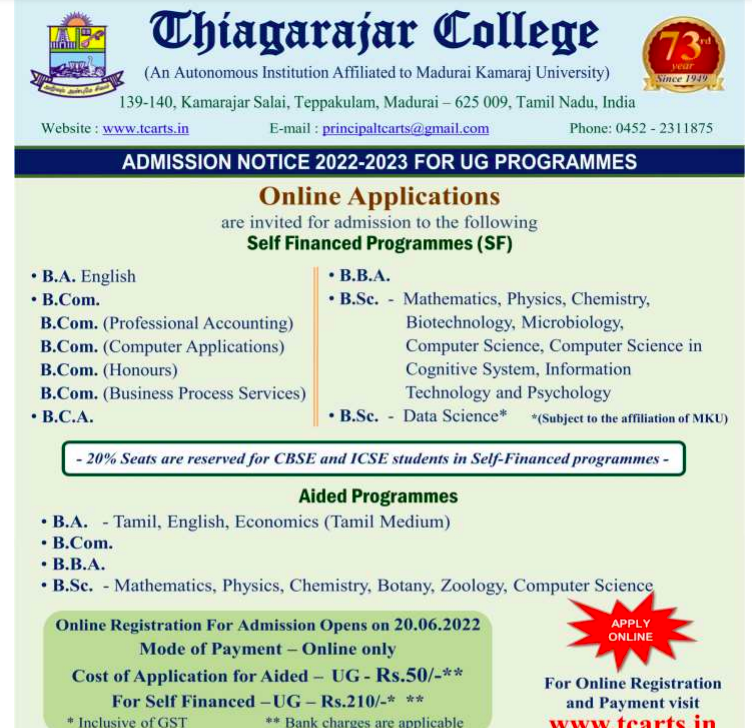 Thiagarajar College
(An Autonomous Institution Affiliated to Madurai Kamaraj University)
73rd
year
Since 1949
139-140, Kamarajar Salai, Teppakulam, Madurai – 625 009, Tamil Nadu, India
Website : www.tcarts.in E-mail : principaltcarts@gmail.com Phone: 0452 - 2311875
ADMISSION NOTICE 2022-2023 FOR UG PROGRAMMES
Online Applications
are invited for admission to the following
Self Financed Programmes (SF)
• B.A. English
• B.Com.
B.Com. (Professional Accounting)
B.Com. (Computer Applications)
B.Com. (Honours)
B.Com. (Business Process Services)
• B.C.A.
• B.B.A.
• B.Sc. - Mathematics, Physics, Chemistry,
Biotechnology, Microbiology,
Computer Science, Computer Science in
Cognitive System, Information
Technology and Psychology
• B.Sc. - Data Science* *(Subject to the affiliation of MKU)
- 20% Seats are reserved for CBSE and ICSE students in Self-Financed programmes -
Aided Programmes
• B.A. - Tamil, English, Economics (Tamil Medium)
• B.Com.
• B.B.A.
• B.Sc. - Mathematics, Physics, Chemistry, Botany, Zoology, Computer Science
Online Registration For Admission Opens on 20.06.2022
Mode of Payment – Online only
Cost of Application for Aided – UG - Rs.50/-**
For Self Financed – UG – Rs.210/-* **
* Inclusive of GST ** Bank charges are applicable
APPLY
ONLINE
For Online Registration
and Payment visit
www.tcarts.in